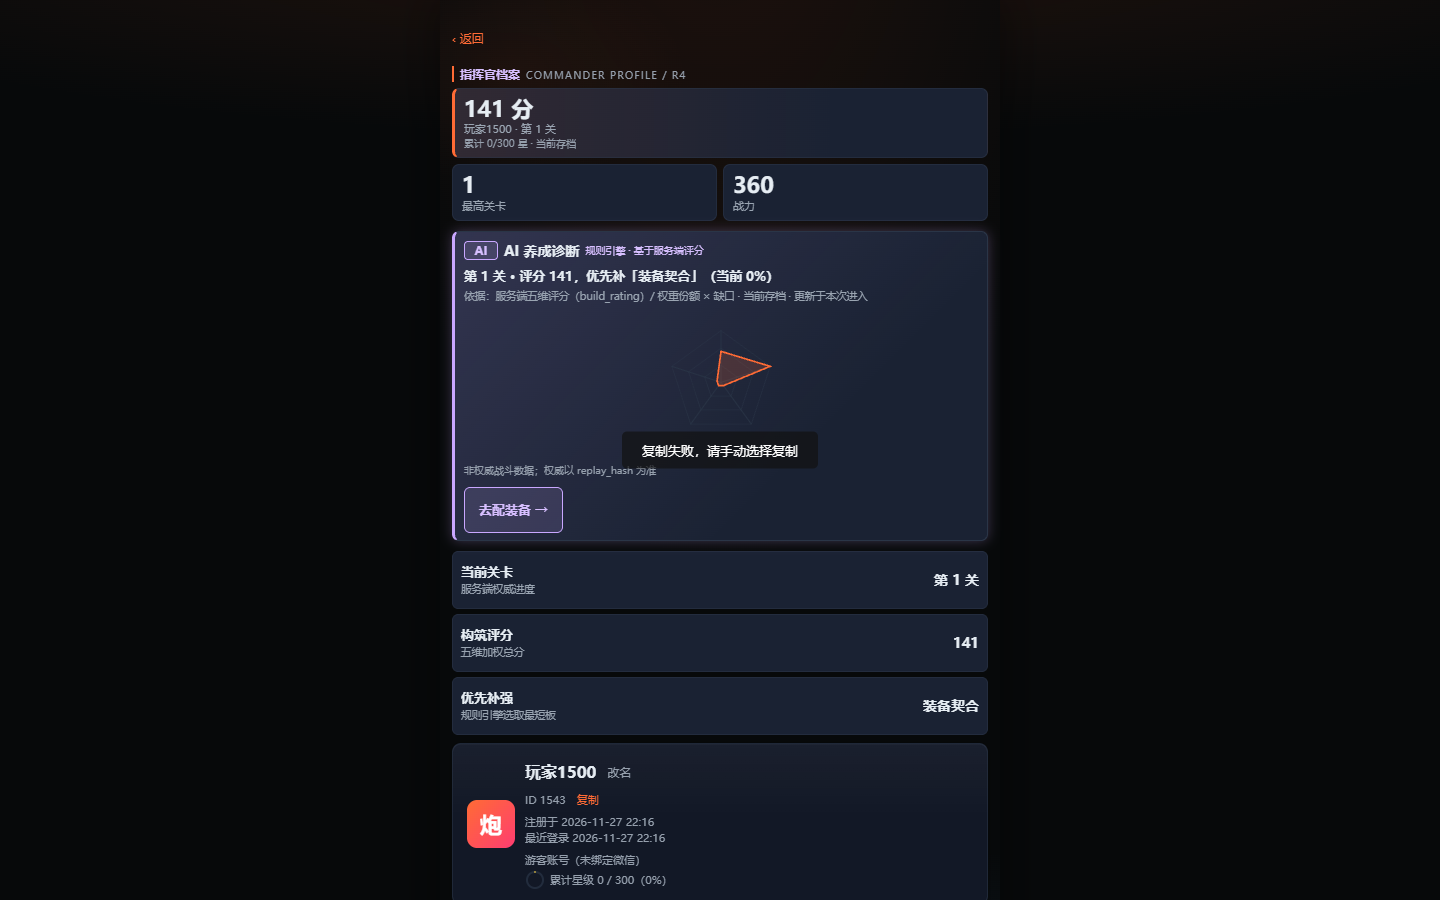 ‹ 返回
指挥官档案 COMMANDER PROFILE / R4
141 分
玩家1500 · 第 1 关
累计 0/300 星 · 当前存档
1
最高关卡
360
战力
AI AI 养成诊断 规则引擎 · 基于服务端评分
第 1 关 • 评分 141，优先补「装备契合」（当前 0%）
依据：服务端五维评分（build_rating）/ 权重份额 × 缺口 · 当前存档 · 更新于本次进入
复制失败，请手动选择复制
非权威战斗数据；权威以 replay_hash 为准
去配装备 →
当前关卡
服务端权威进度
第 1 关
构筑评分
五维加权总分
141
优先补强
规则引擎选取最短板
装备契合
玩家1500 改名
ID 1543 复制
炮
注册于 2026-11-27 22:16
最近登录 2026-11-27 22:16
游客账号（未绑定微信）
累计星级 0 / 300（0%）